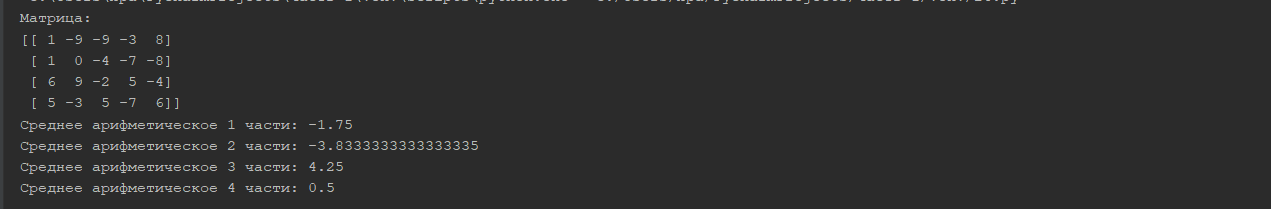 Матрица:
[[ 1 -9 -9 -3  8]
 [ 1  0 -4 -7 -8]
 [ 6  9 -2  5 -4]
 [ 5 -3  5 -7  6]]
Среднее арифметическое 1 части: -1.75
Среднее арифметическое 2 части: -3.8333333333333335
Среднее арифметическое 3 части: 4.25
Среднее арифметическое 4 части: 0.5